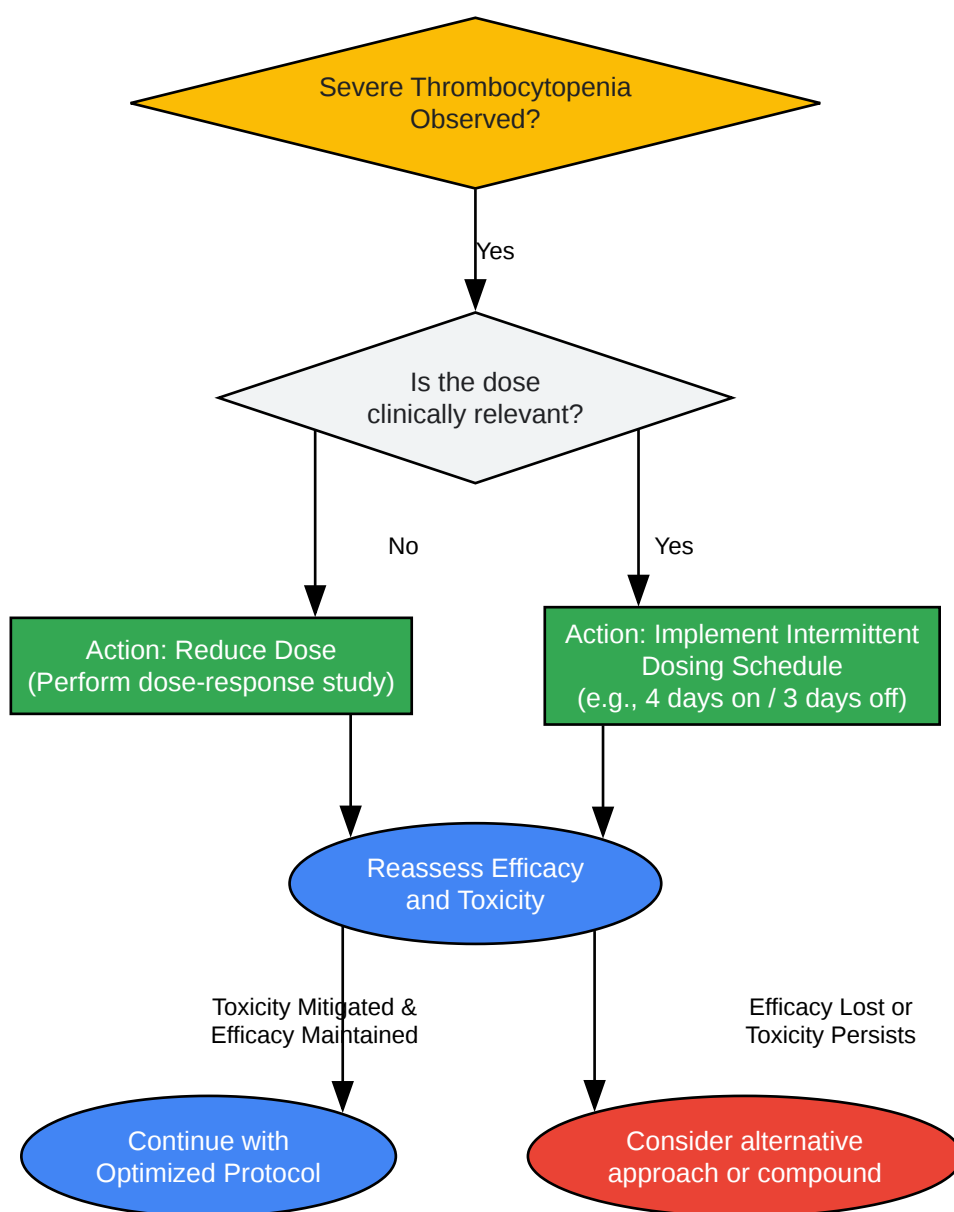 Severe Thrombocytopenia
Observed?
Yes
Is the dose
clinically relevant?
No
Yes
Action: Reduce Dose
(Perform dose-response study)
Action: Implement Intermittent
Dosing Schedule
(e.g., 4 days on / 3 days off)
Reassess Efficacy
and Toxicity
Toxicity Mitigated &
Efficacy Maintained
Efficacy Lost or
Toxicity Persists
Continue with
Optimized Protocol
Consider alternative
approach or compound